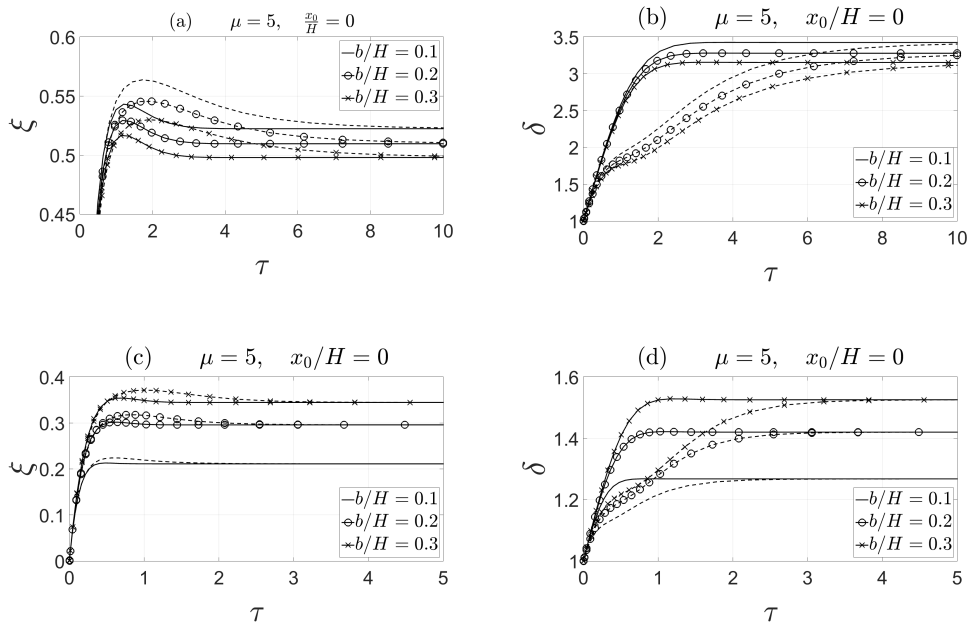 (a) μ = 5, x₀/H = 0
0.6
0.55
0.5
0.45
ξ
0 2 4 6 8 10
τ
b/H = 0.1
b/H = 0.2
b/H = 0.3
(b) μ = 5, x₀/H = 0
3.5
3
2.5
2
1.5
1
δ
0 2 4 6 8 10
τ
b/H = 0.1
b/H = 0.2
b/H = 0.3
(c) μ = 5, x₀/H = 0
0.4
0.3
0.2
0.1
0
ξ
0 1 2 3 4 5
τ
b/H = 0.1
b/H = 0.2
b/H = 0.3
(d) μ = 5, x₀/H = 0
1.6
1.4
1.2
1
δ
0 1 2 3 4 5
τ
b/H = 0.1
b/H = 0.2
b/H = 0.3